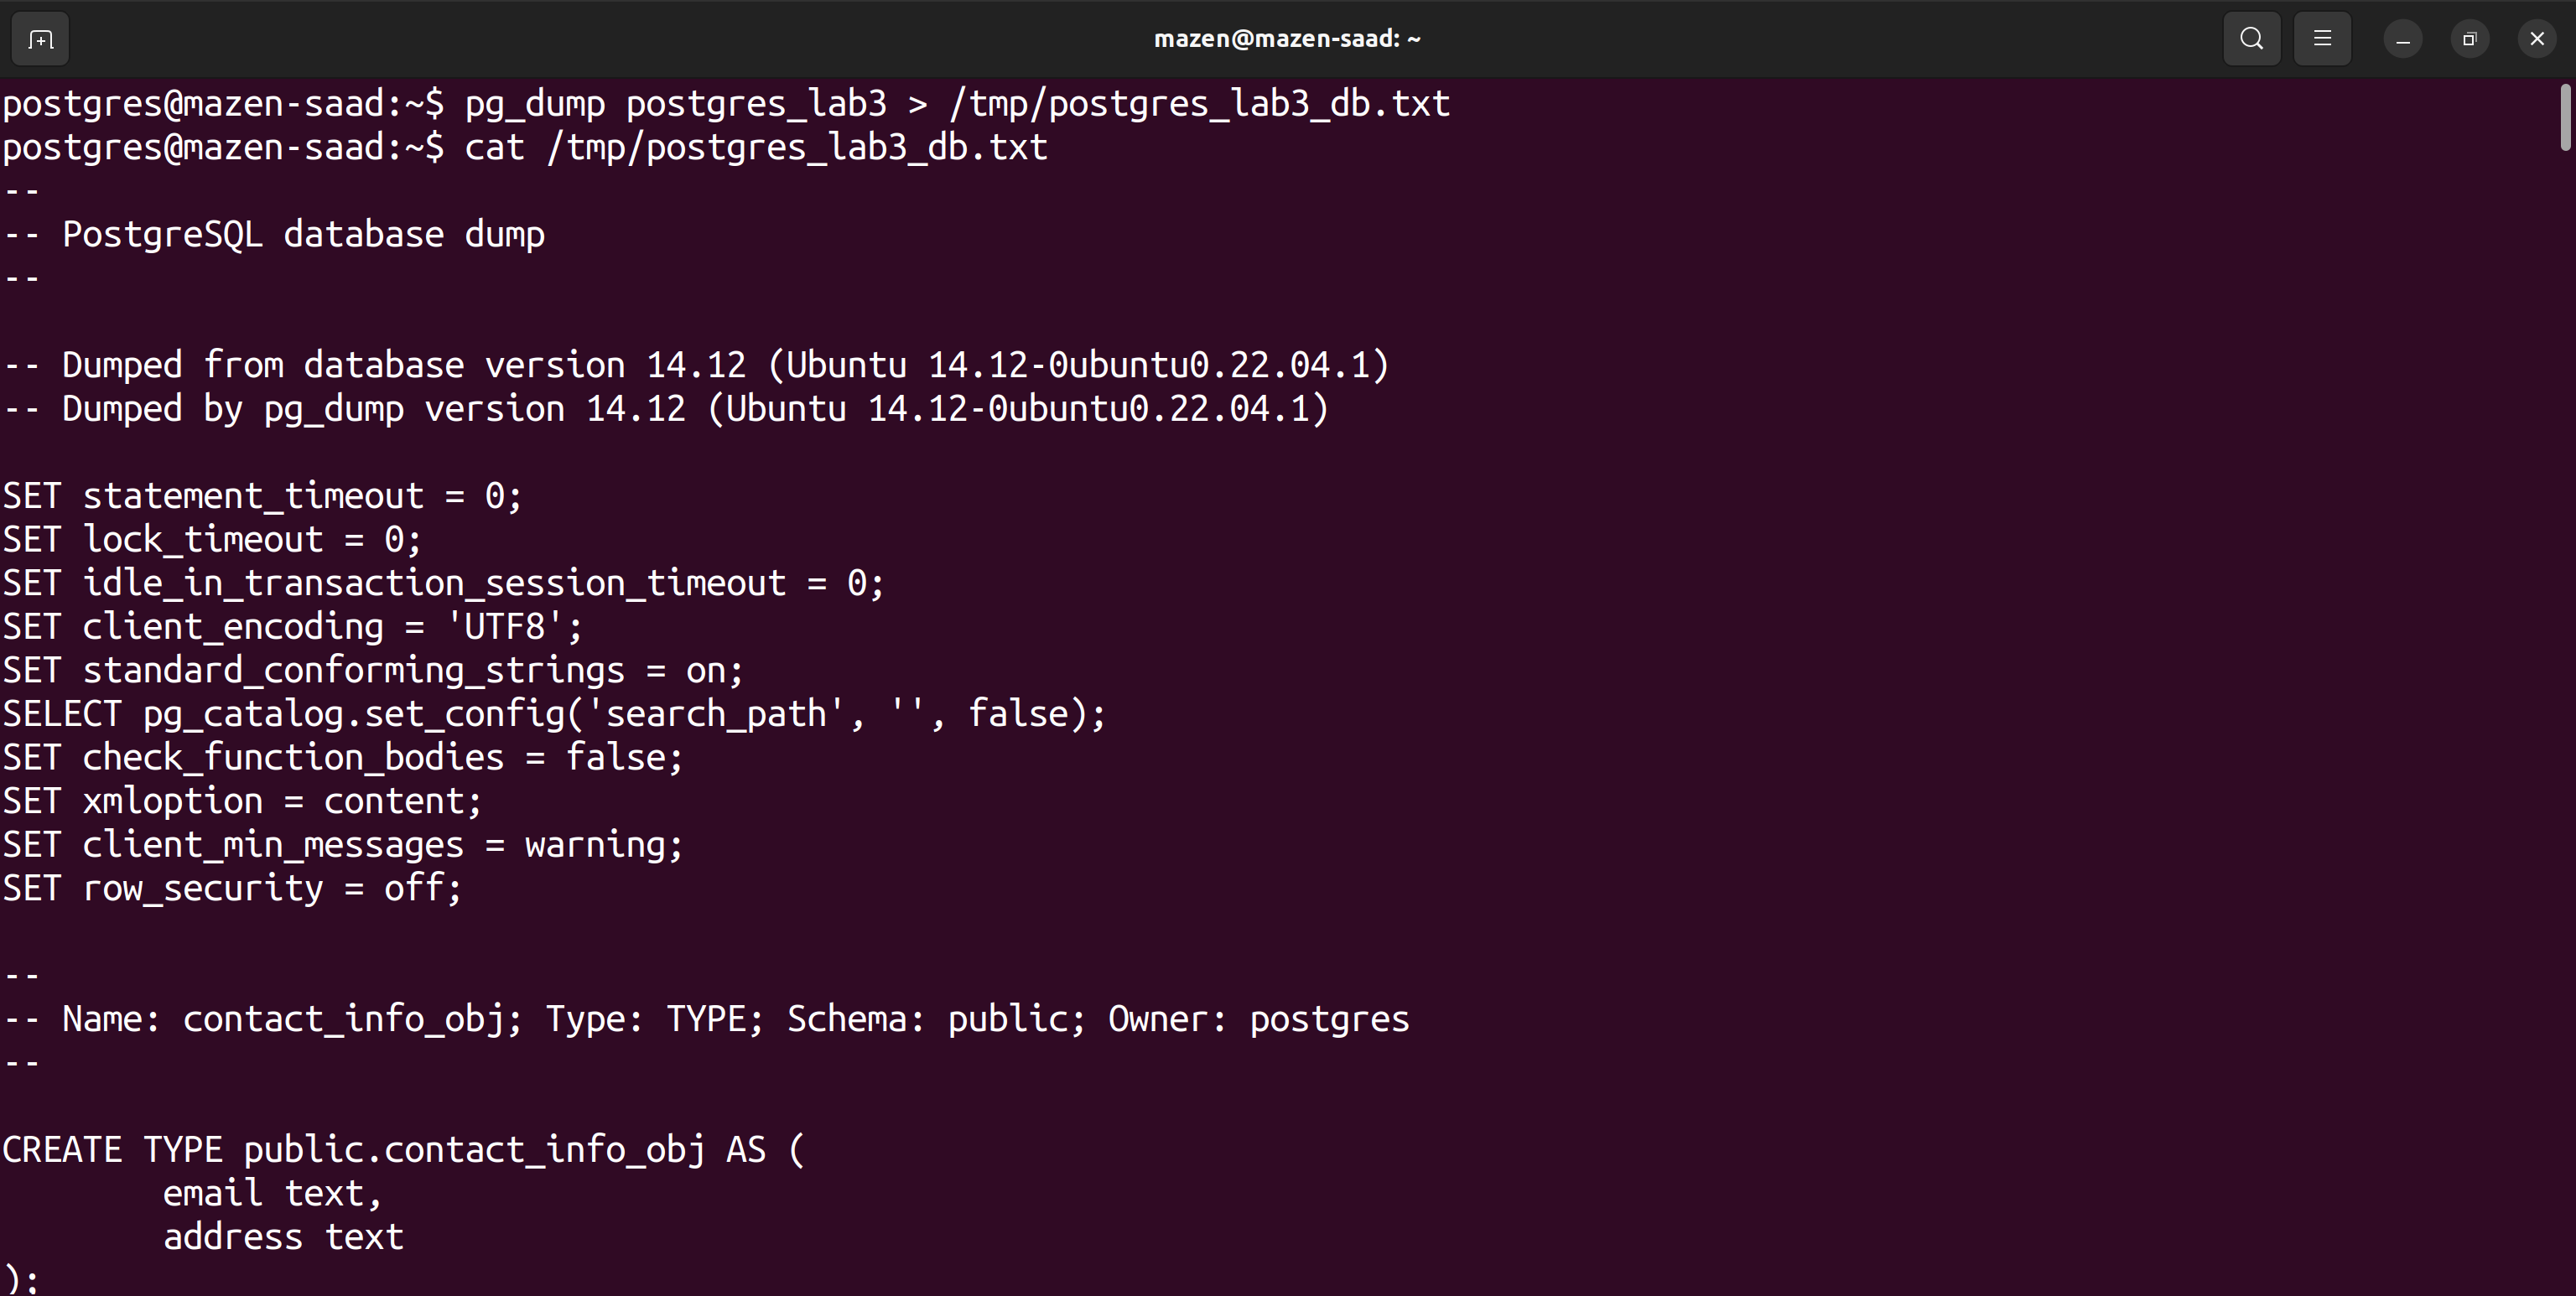 mazen@mazen-saad: ~
postgres@mazen-saad:~$ pg_dump postgres_lab3 > /tmp/postgres_lab3_db.txt
postgres@mazen-saad:~$ cat /tmp/postgres_lab3_db.txt
--
-- PostgreSQL database dump
--

-- Dumped from database version 14.12 (Ubuntu 14.12-0ubuntu0.22.04.1)
-- Dumped by pg_dump version 14.12 (Ubuntu 14.12-0ubuntu0.22.04.1)

SET statement_timeout = 0;
SET lock_timeout = 0;
SET idle_in_transaction_session_timeout = 0;
SET client_encoding = 'UTF8';
SET standard_conforming_strings = on;
SELECT pg_catalog.set_config('search_path', '', false);
SET check_function_bodies = false;
SET xmloption = content;
SET client_min_messages = warning;
SET row_security = off;

--
-- Name: contact_info_obj; Type: TYPE; Schema: public; Owner: postgres
--

CREATE TYPE public.contact_info_obj AS (
        email text,
        address text
);